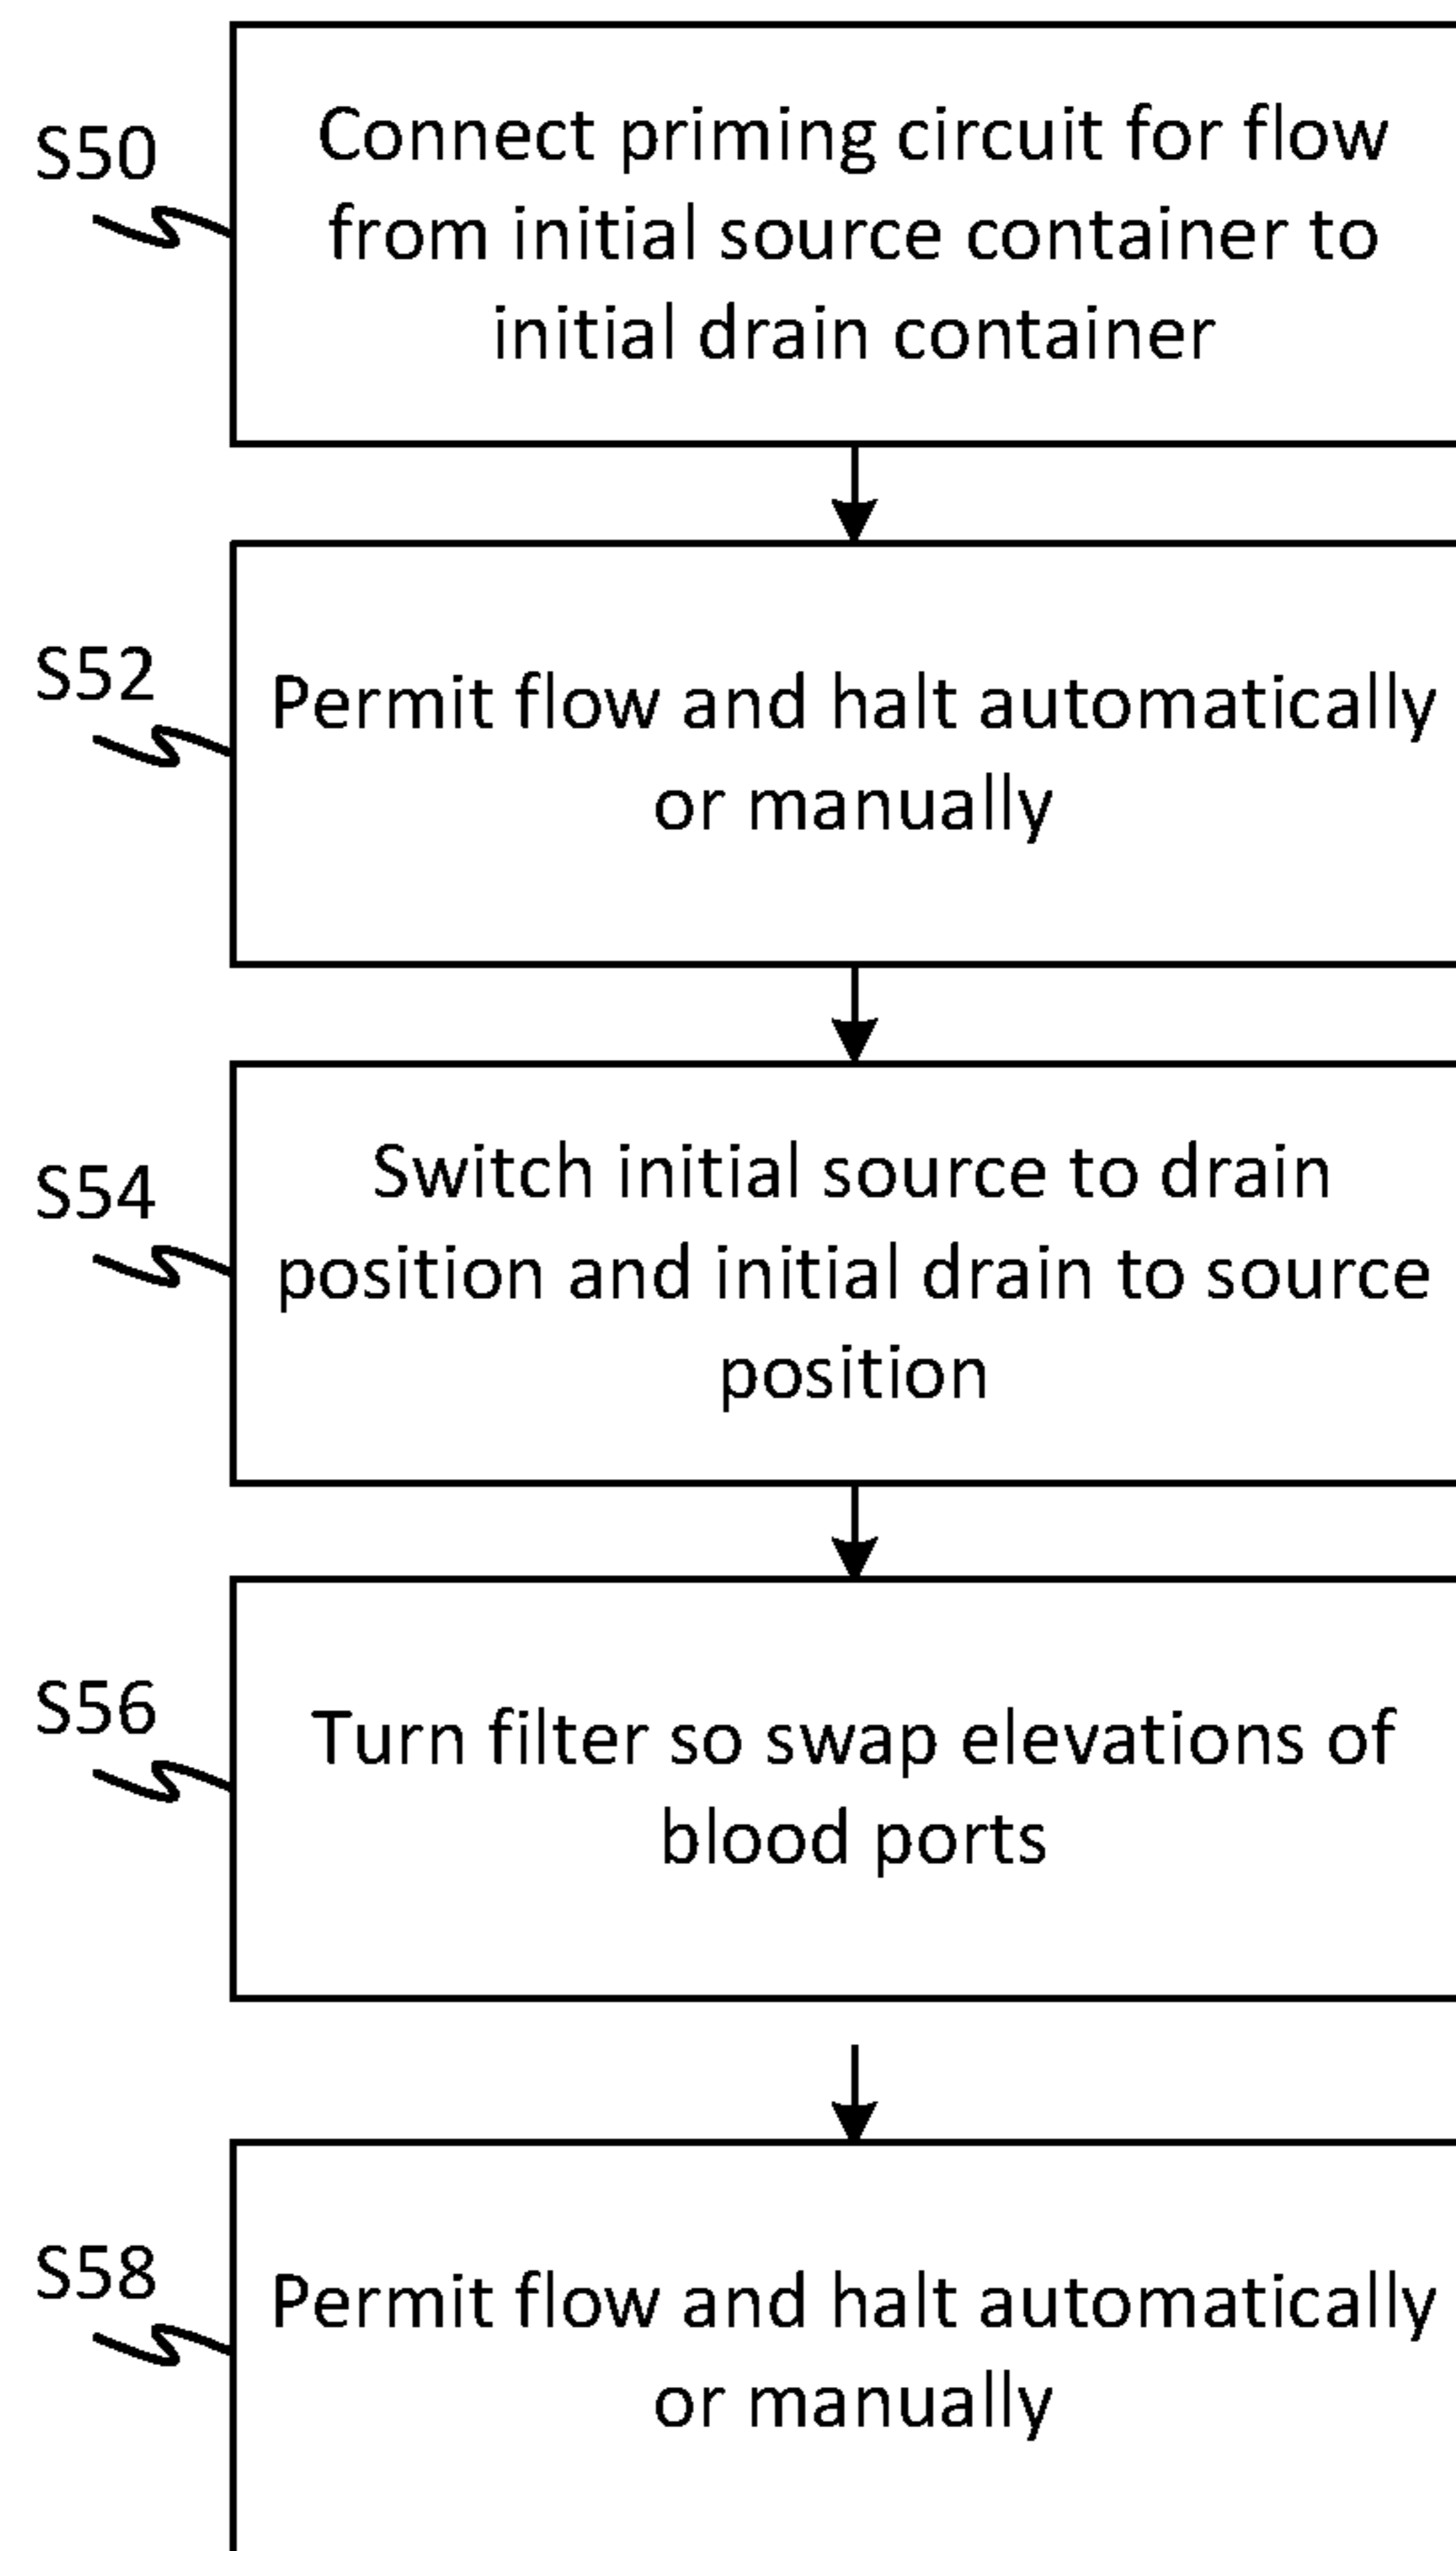 S50
Connect priming circuit for flow
from initial source container to
initial drain container
S52
Permit flow and halt automatically
or manually
S54
Switch initial source to drain
position and initial drain to source
position
S56
Turn filter so swap elevations of
blood ports
S58
Permit flow and halt automatically
or manually